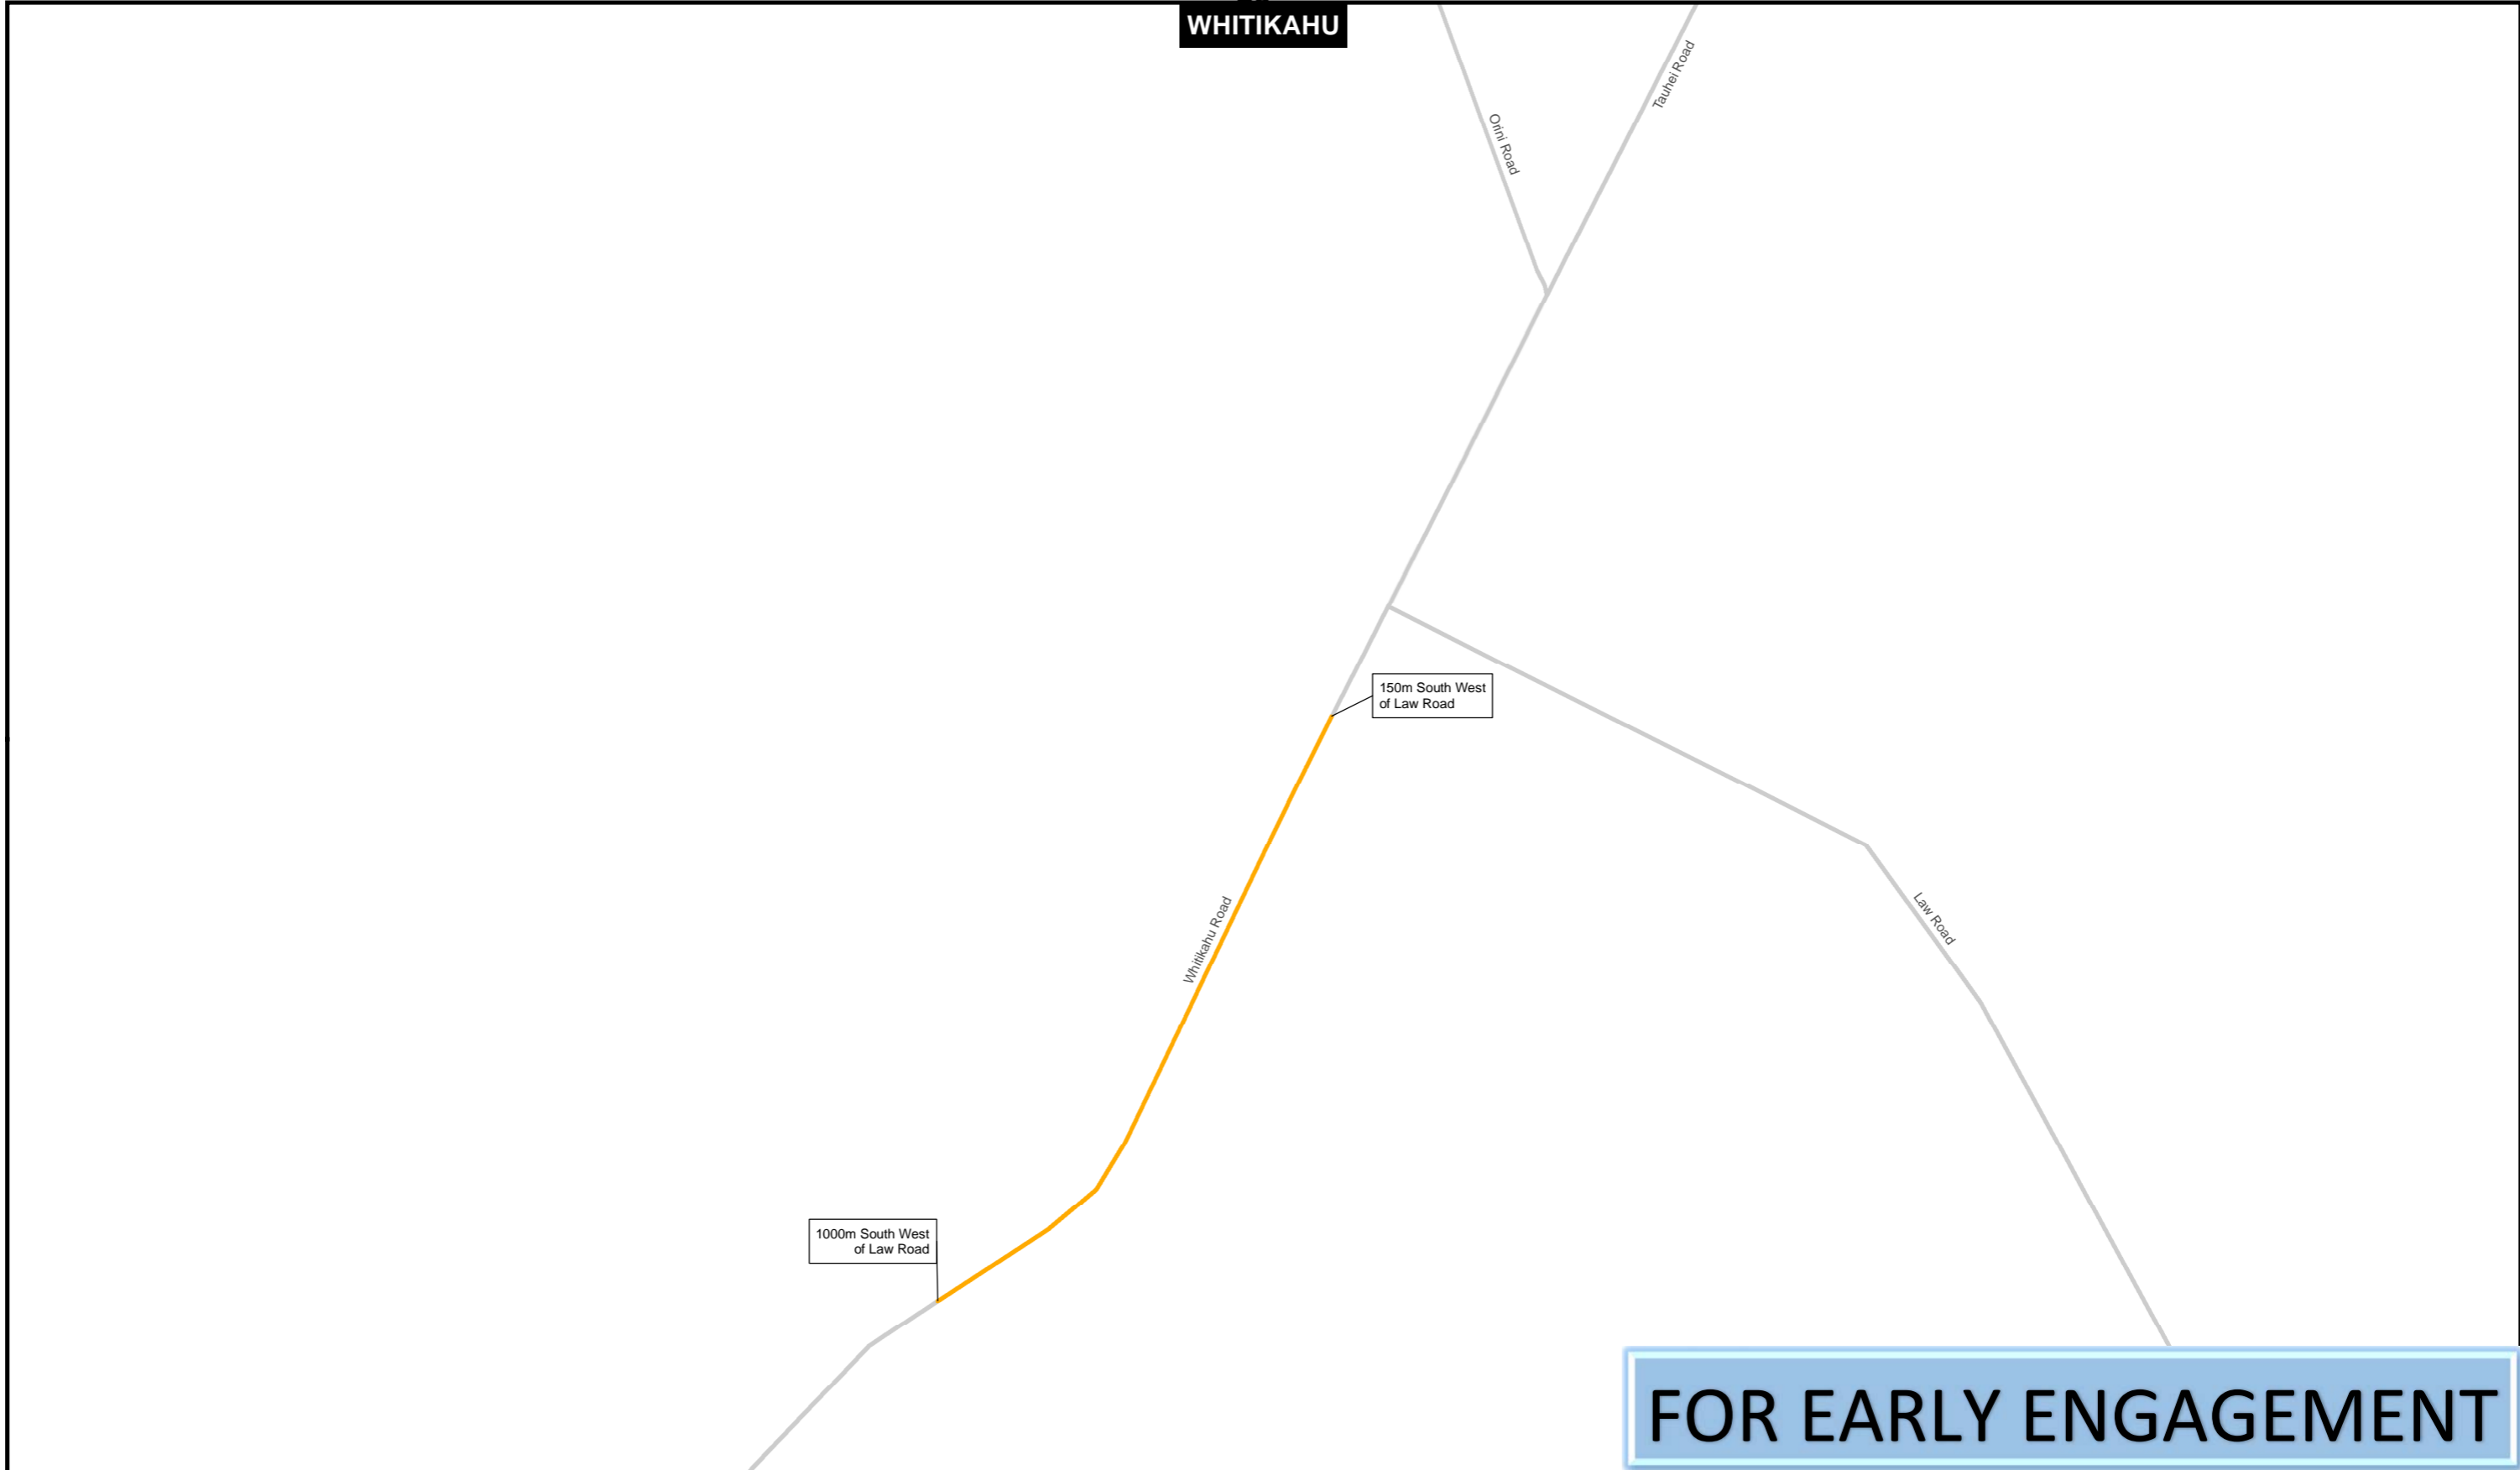 WHITIKAHU
Tauhei Road
Orini Road
150m South West
of Law Road
Whitikahu Road
Law Road
1000m South West
of Law Road
FOR EARLY ENGAGEMENT